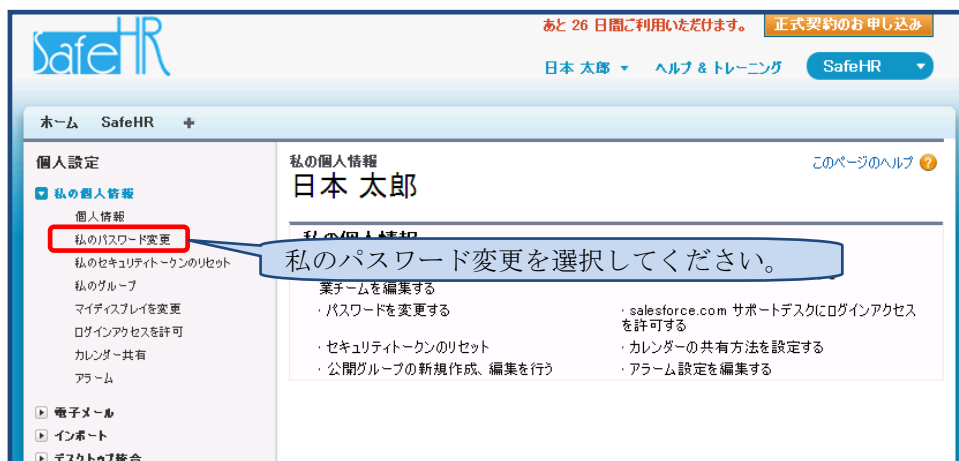 SafeHR
あと 26 日間ご利用いただけます。 正式契約のお申し込み
日本 太郎 ヘルプ & トレーニング SafeHR
ホーム SafeHR +
個人設定
私の個人情報
個人情報
私のパスワード変更
私のセキュリティトークンのリセット
私のグループ
マイディスプレイを変更
ログインアクセスを許可
カレンダー共有
アラーム
電子メール
インポート
デスクトップ統合
私の個人情報
このページのヘルプ ?
日本 太郎
私の個人情報
私のパスワード変更を選択してください。
業チームを編集する
・パスワードを変更する
・salesforce.com サポートデスクにログインアクセス
を許可する
・セキュリティトークンのリセット
・カレンダーの共有方法を設定する
・公開グループの新規作成、編集を行う
・アラーム設定を編集する